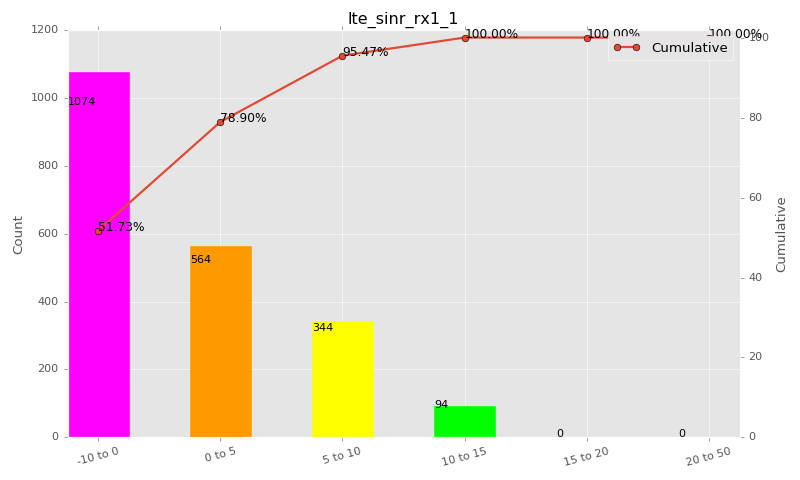 lte_sinr_rx1_1
1200
1000
800
600
400
200
0
Count
1074
564
344
94
0
0
51.73%
78.90%
95.47%
100.00%
100.00%
100.00%
Cumulative
100
80
60
40
20
0
Cumulative
-10 to 0
0 to 5
5 to 10
10 to 15
15 to 20
20 to 50